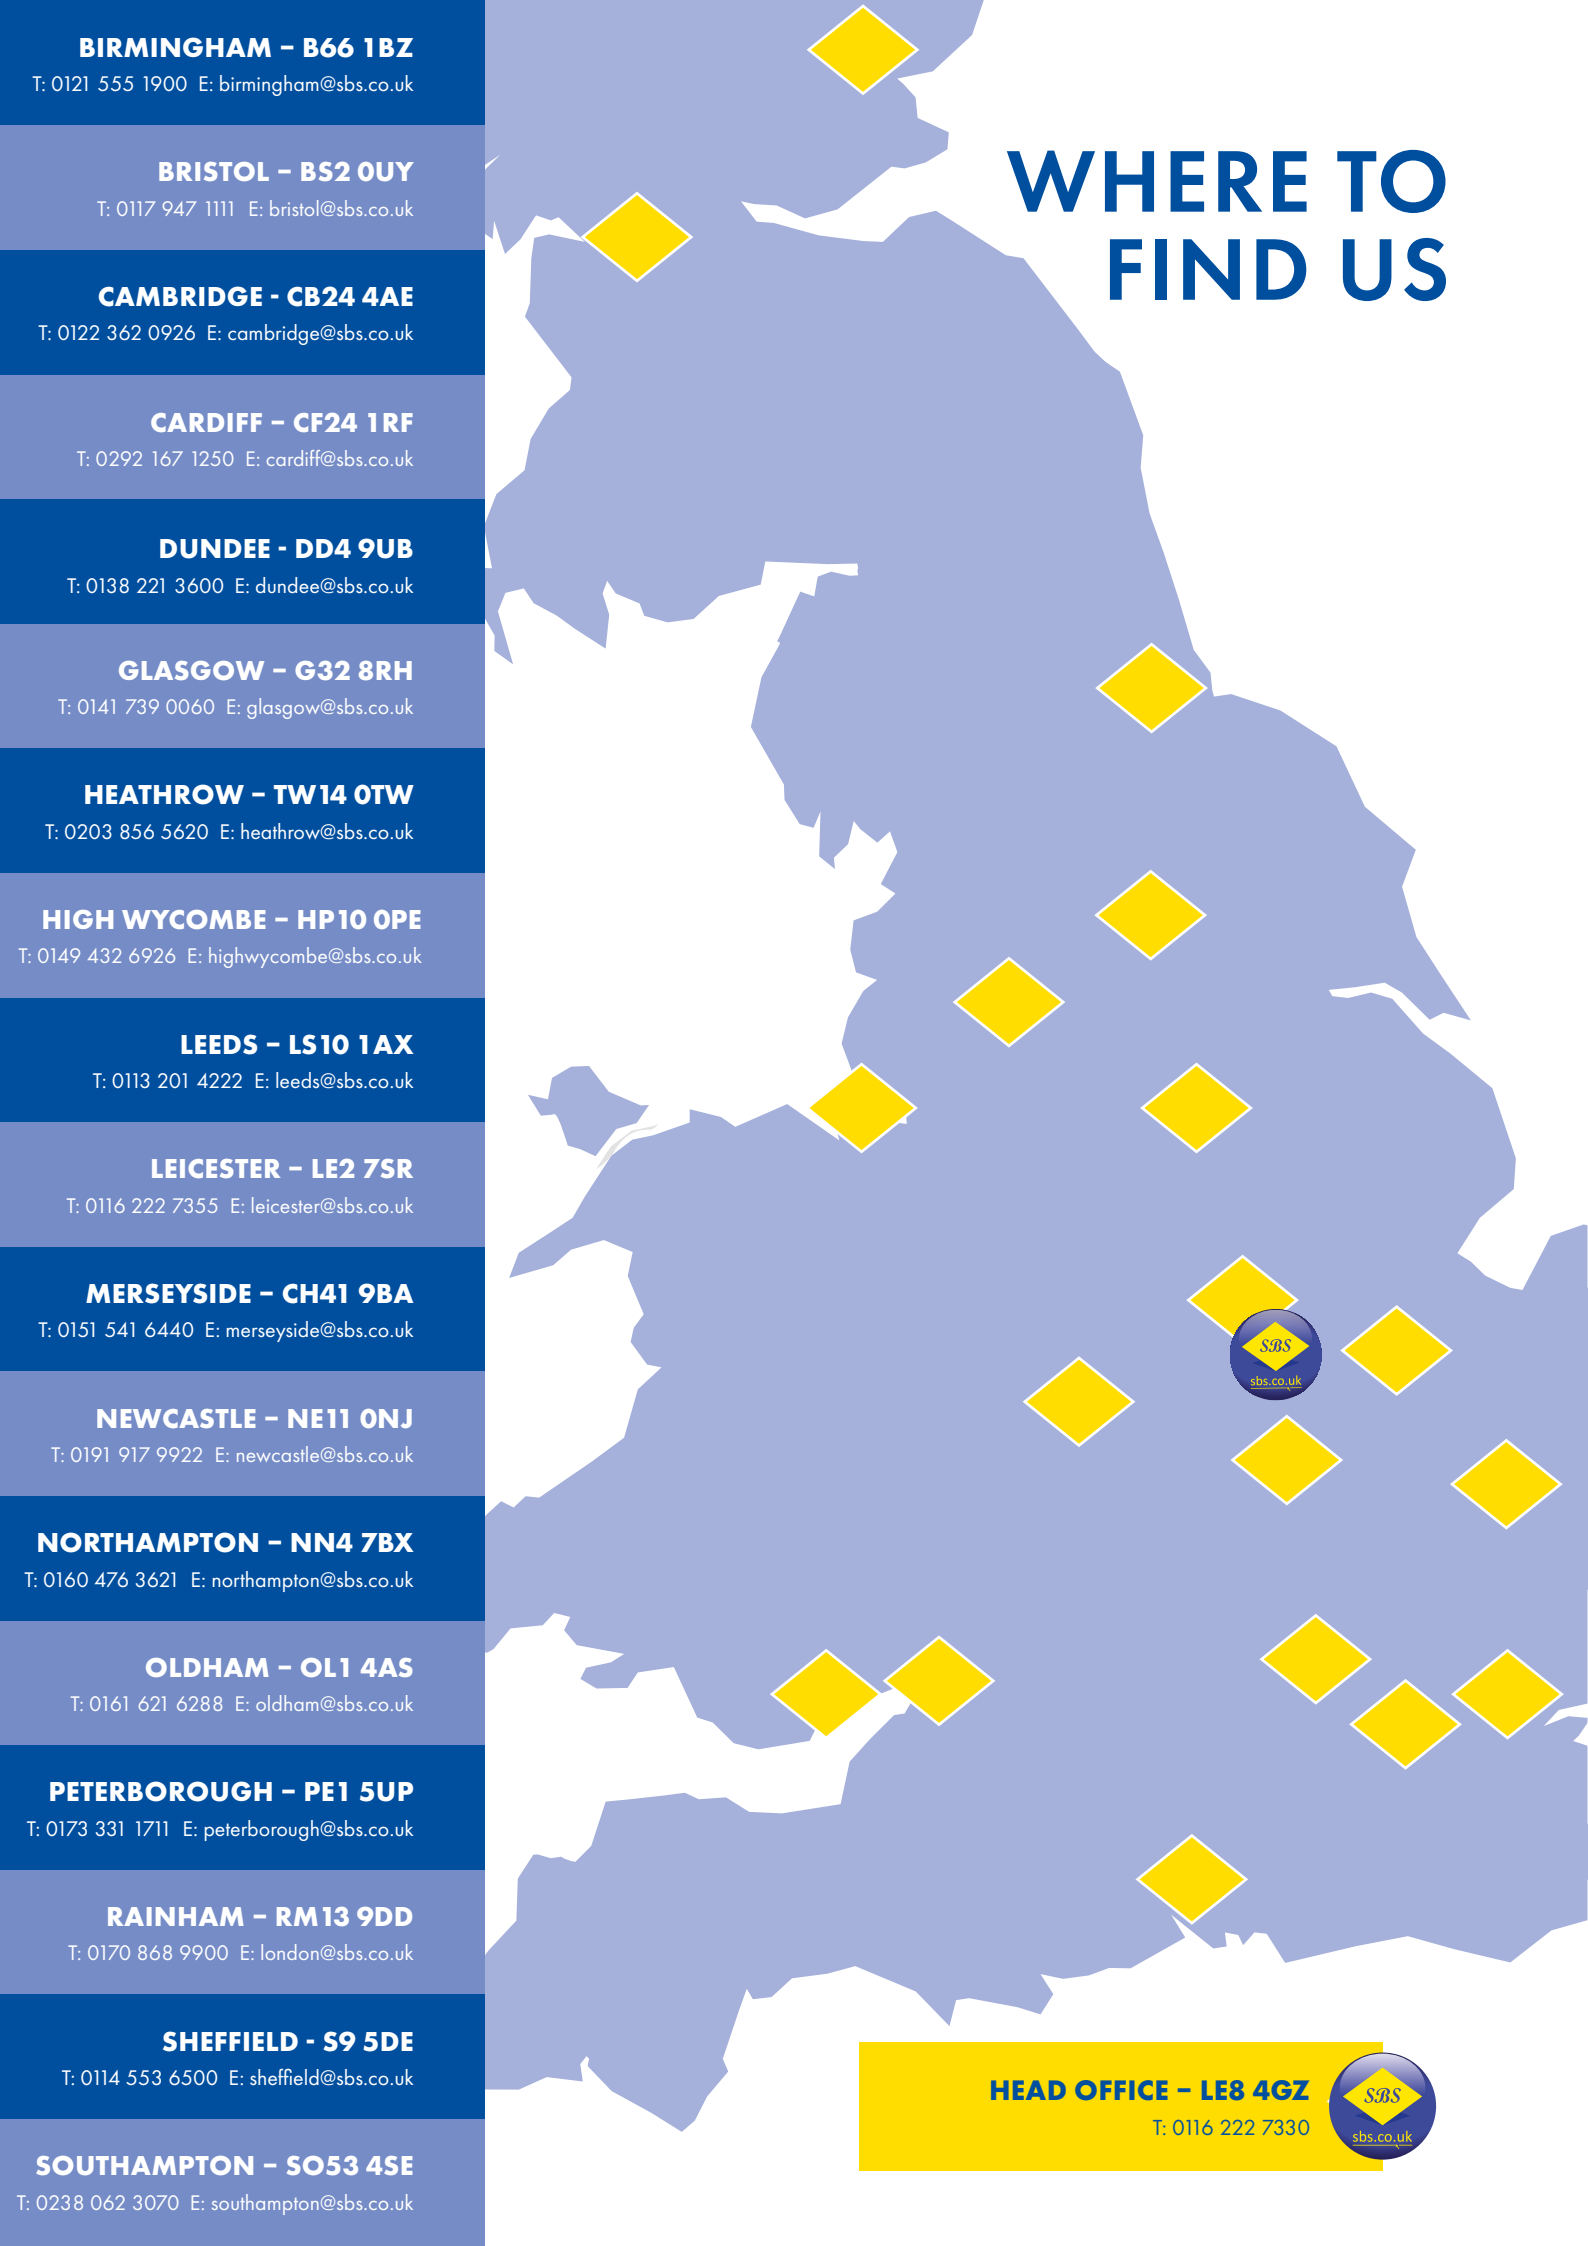 BIRMINGHAM – B66 1BZ
T: 0121 555 1900 E: birmingham@sbs.co.uk
BRISTOL – BS2 0UY
T: 0117 947 1111 E: bristol@sbs.co.uk
CAMBRIDGE - CB24 4AE
T: 0122 362 0926 E: cambridge@sbs.co.uk
CARDIFF – CF24 1RF
T: 0292 167 1250 E: cardiff@sbs.co.uk
DUNDEE - DD4 9UB
T: 0138 221 3600 E: dundee@sbs.co.uk
GLASGOW – G32 8RH
T: 0141 739 0060 E: glasgow@sbs.co.uk
HEATHROW – TW14 0TW
T: 0203 856 5620 E: heathrow@sbs.co.uk
HIGH WYCOMBE – HP10 0PE
T: 0149 432 6926 E: highwycombe@sbs.co.uk
LEEDS – LS10 1AX
T: 0113 201 4222 E: leeds@sbs.co.uk
LEICESTER – LE2 7SR
T: 0116 222 7355 E: leicester@sbs.co.uk
MERSEYSIDE – CH41 9BA
T: 0151 541 6440 E: merseyside@sbs.co.uk
NEWCASTLE – NE11 0NJ
T: 0191 917 9922 E: newcastle@sbs.co.uk
NORTHAMPTON – NN4 7BX
T: 0160 476 3621 E: northampton@sbs.co.uk
OLDHAM – OL1 4AS
T: 0161 621 6288 E: oldham@sbs.co.uk
PETERBOROUGH – PE1 5UP
T: 0173 331 1711 E: peterborough@sbs.co.uk
RAINHAM – RM13 9DD
T: 0170 868 9900 E: london@sbs.co.uk
SHEFFIELD - S9 5DE
T: 0114 553 6500 E: sheffield@sbs.co.uk
SOUTHAMPTON – SO53 4SE
T: 0238 062 3070 E: southampton@sbs.co.uk
WHERE TO
FIND US
SBS
sbs.co.uk
HEAD OFFICE – LE8 4GZ
T: 0116 222 7330
SBS
sbs.co.uk